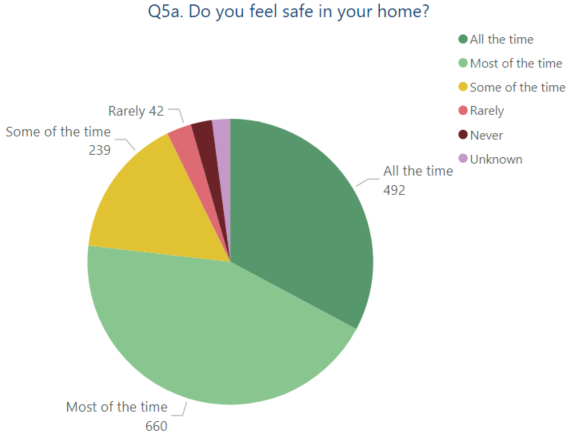 Q5a. Do you feel safe in your home?
All the time
Most of the time
Some of the time
Rarely
Never
Unknown
Rarely 42
Some of the time
239
All the time
492
Most of the time
660